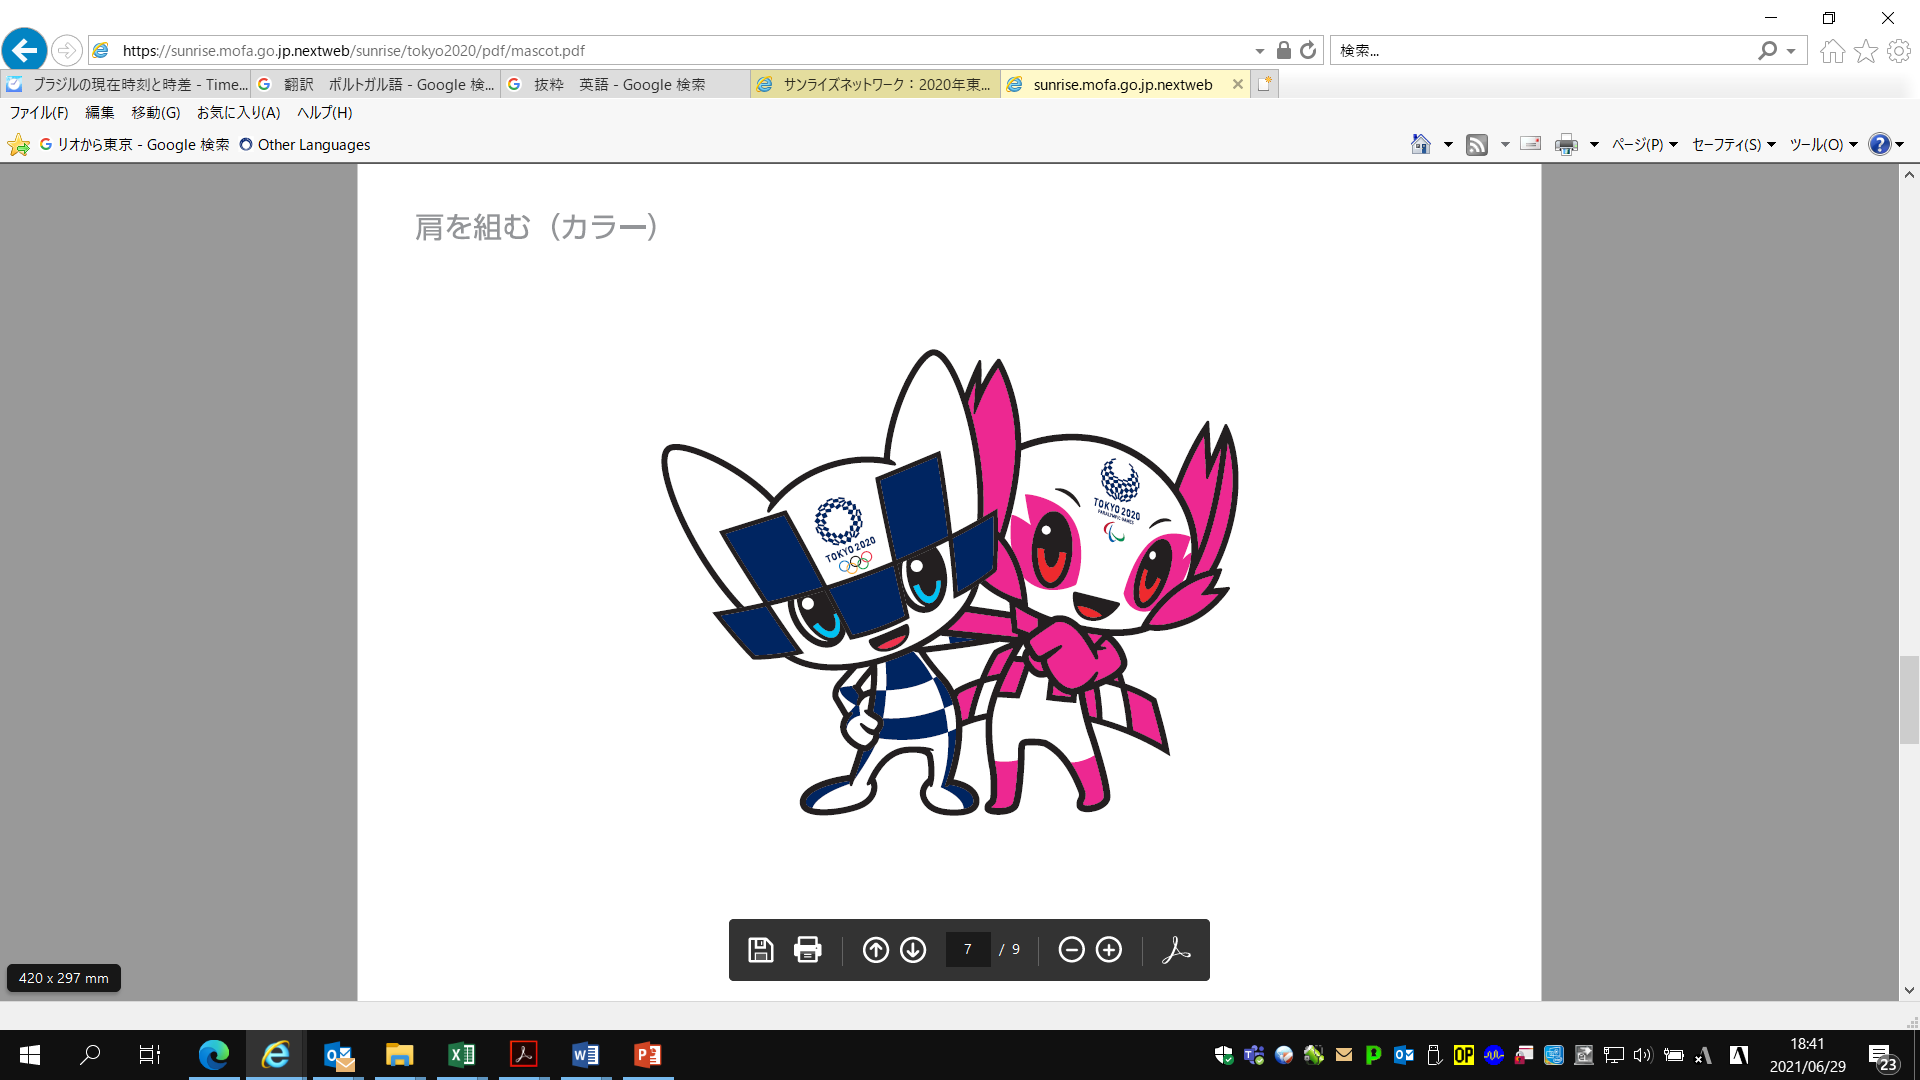 https://sunrise.mofa.go.jp.nextweb/sunrise/tokyo2020/pdf/mascot.pdf
検索...
ブラジルの現在時刻と時差 - Time...
翻訳 ポルトガル語 - Google 検...
抜粋 英語 - Google 検索
サンライズネットワーク：2020年東...
sunrise.mofa.go.jp.nextweb
ファイル(F) 編集 移動(G) お気に入り(A) ヘルプ(H)
リオから東京 - Google 検索 Other Languages
ページ(P) セーフティ(S) ツール(O)
肩を組む（カラー）
TOKYO 2020
PARALYMPIC GAMES
TOKYO 2020
7 / 9
420 x 297 mm
OP
18:41
2021/06/29
23